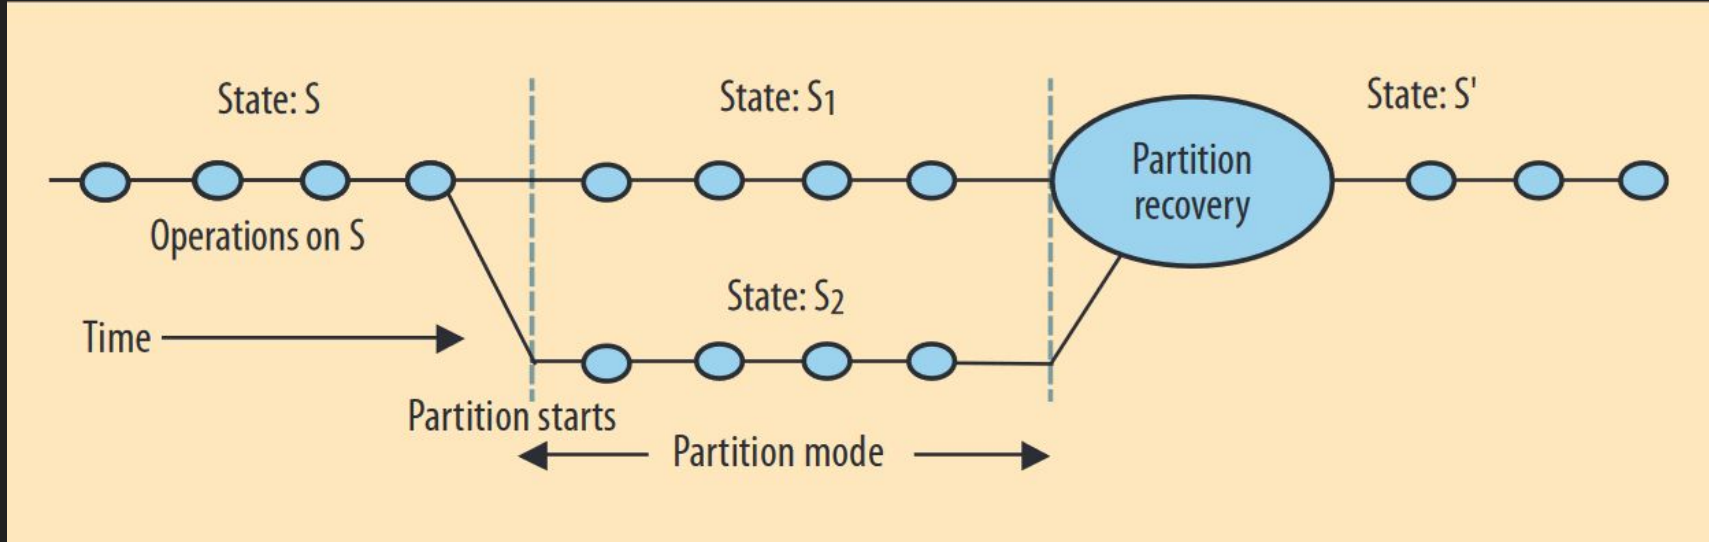 State: S
State: S1
State: S'
Partition
recovery
Operations on S
State: S2
Time
Partition starts
Partition mode